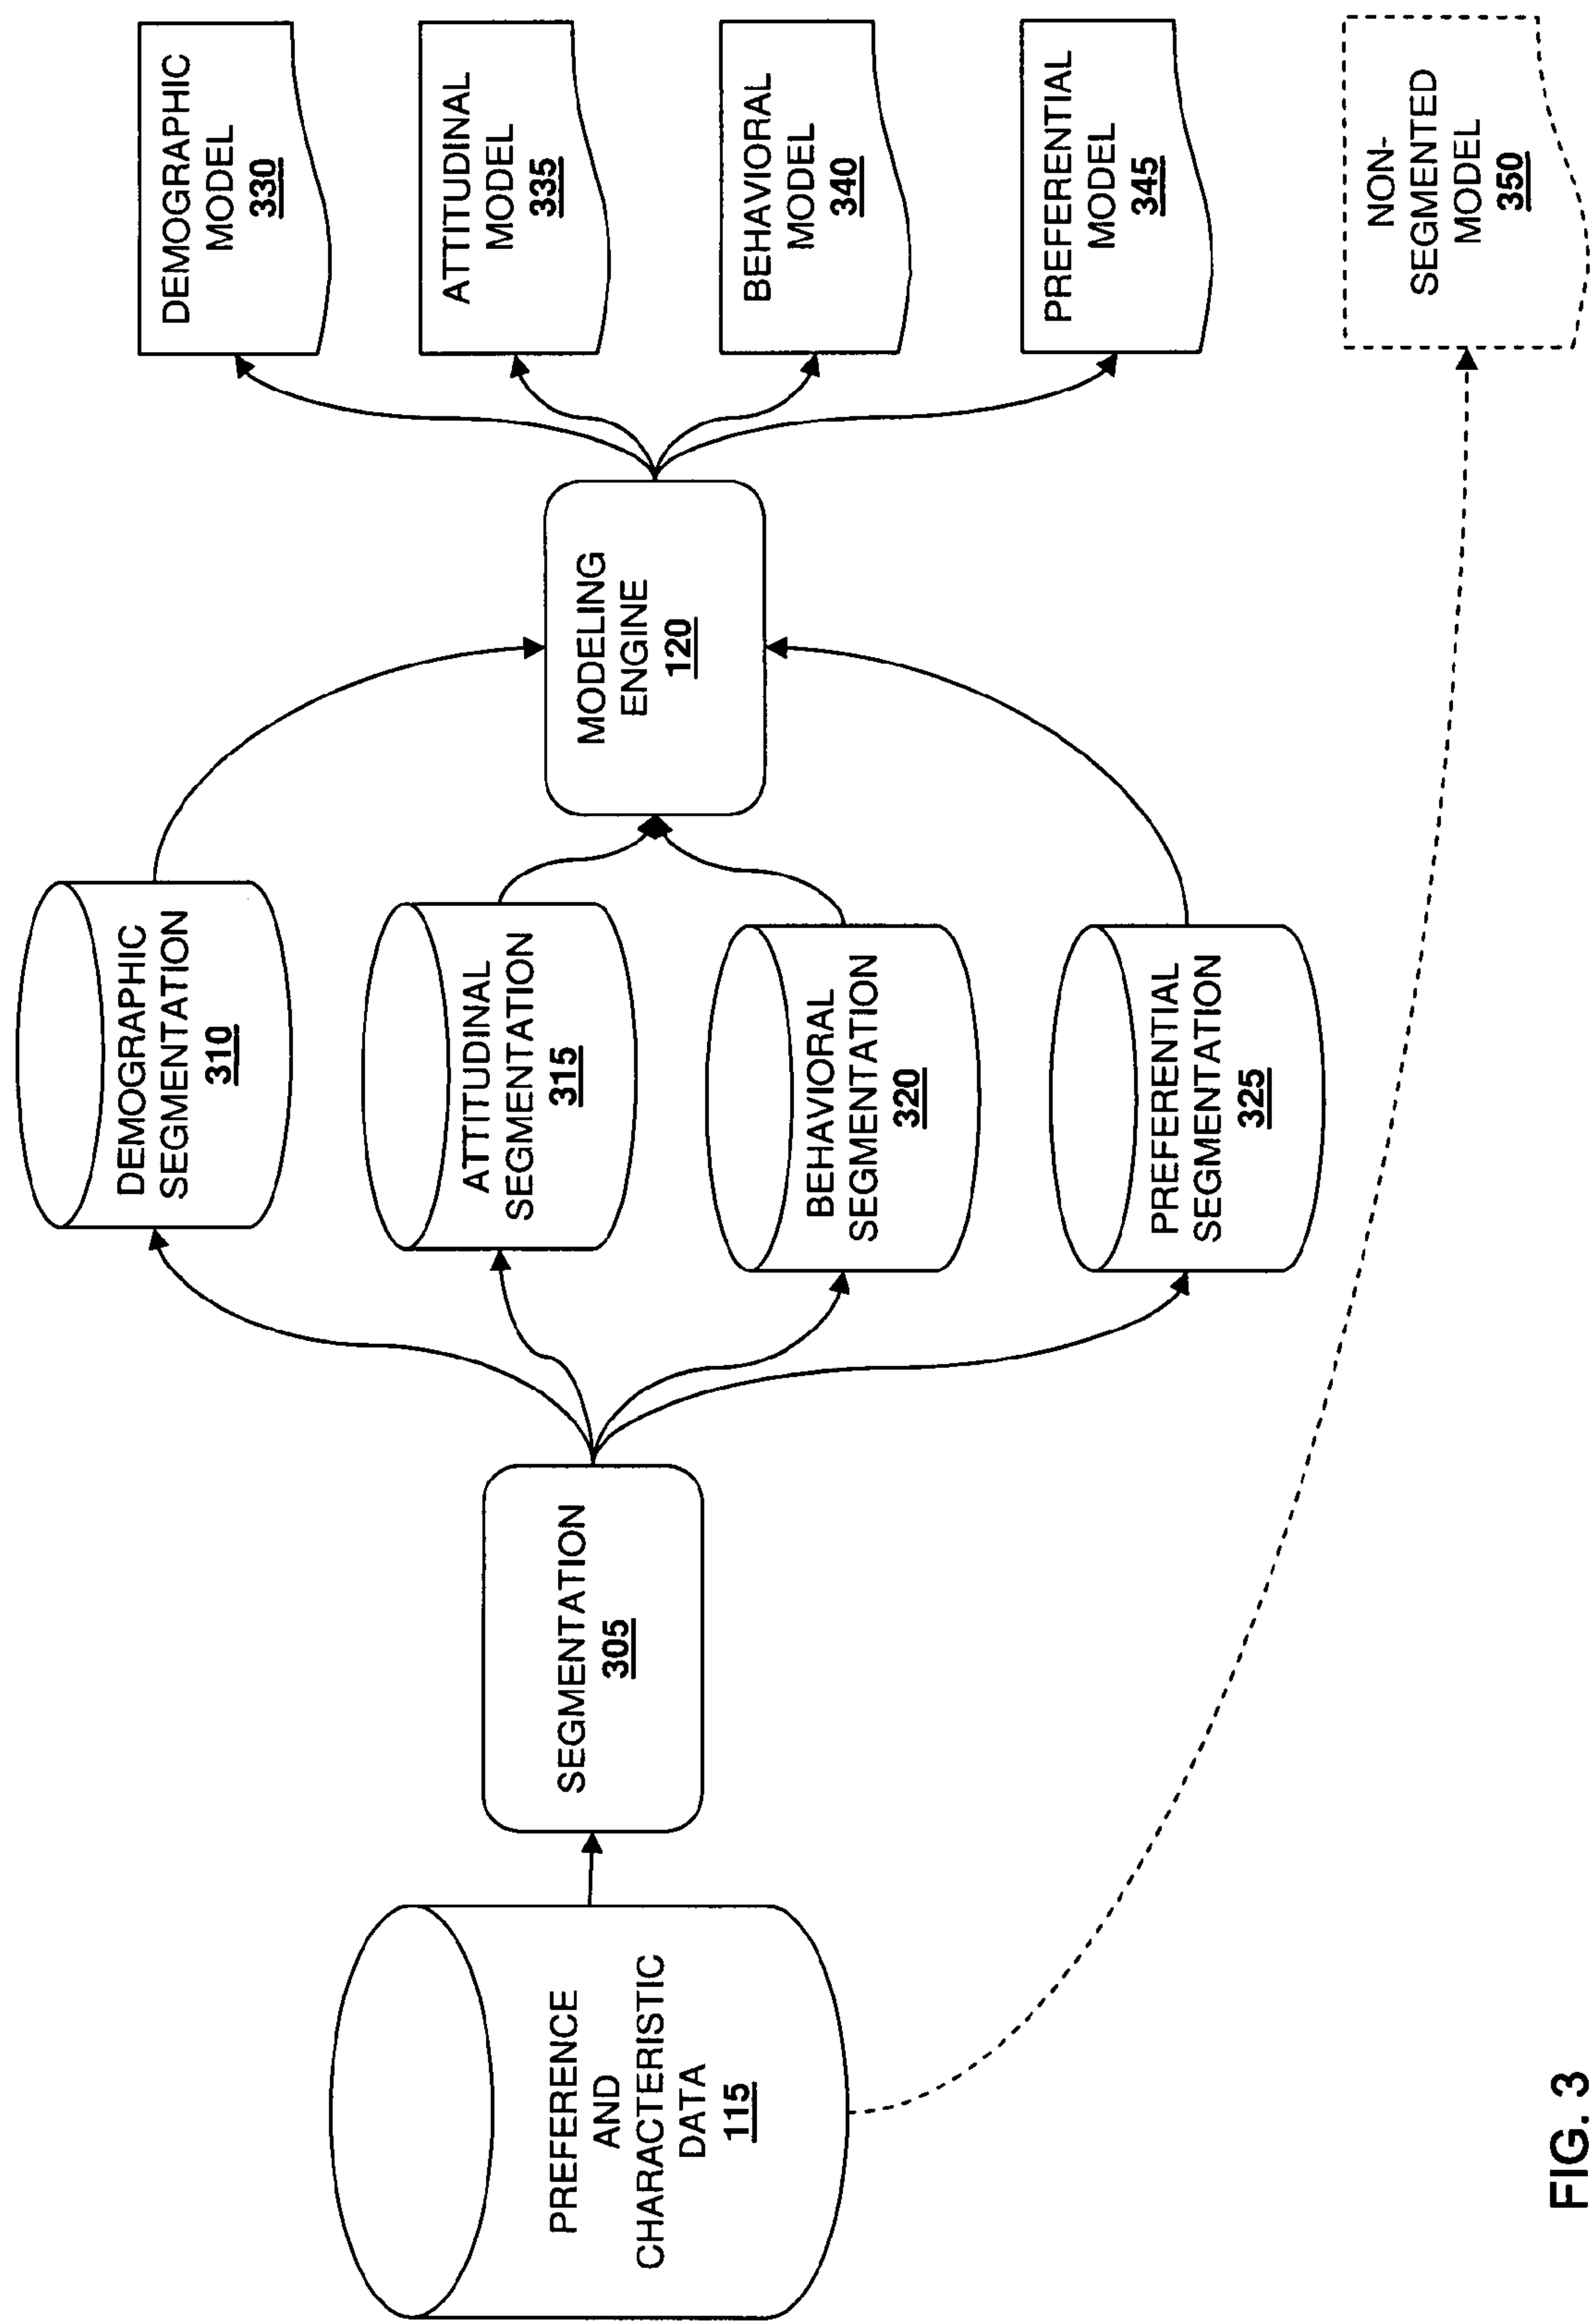 PREFERENCE
AND
CHARACTERISTIC
DATA
115
SEGMENTATION
305
DEMOGRAPHIC
SEGMENTATION
310
ATTITUDINAL
SEGMENTATION
315
BEHAVIORAL
SEGMENTATION
320
PREFERENTIAL
SEGMENTATION
325
MODELING
ENGINE
120
DEMOGRAPHIC
MODEL
330
ATTITUDINAL
MODEL
335
BEHAVIORAL
MODEL
340
PREFERENTIAL
MODEL
345
NON-
SEGMENTED
MODEL
350
FIG. 3